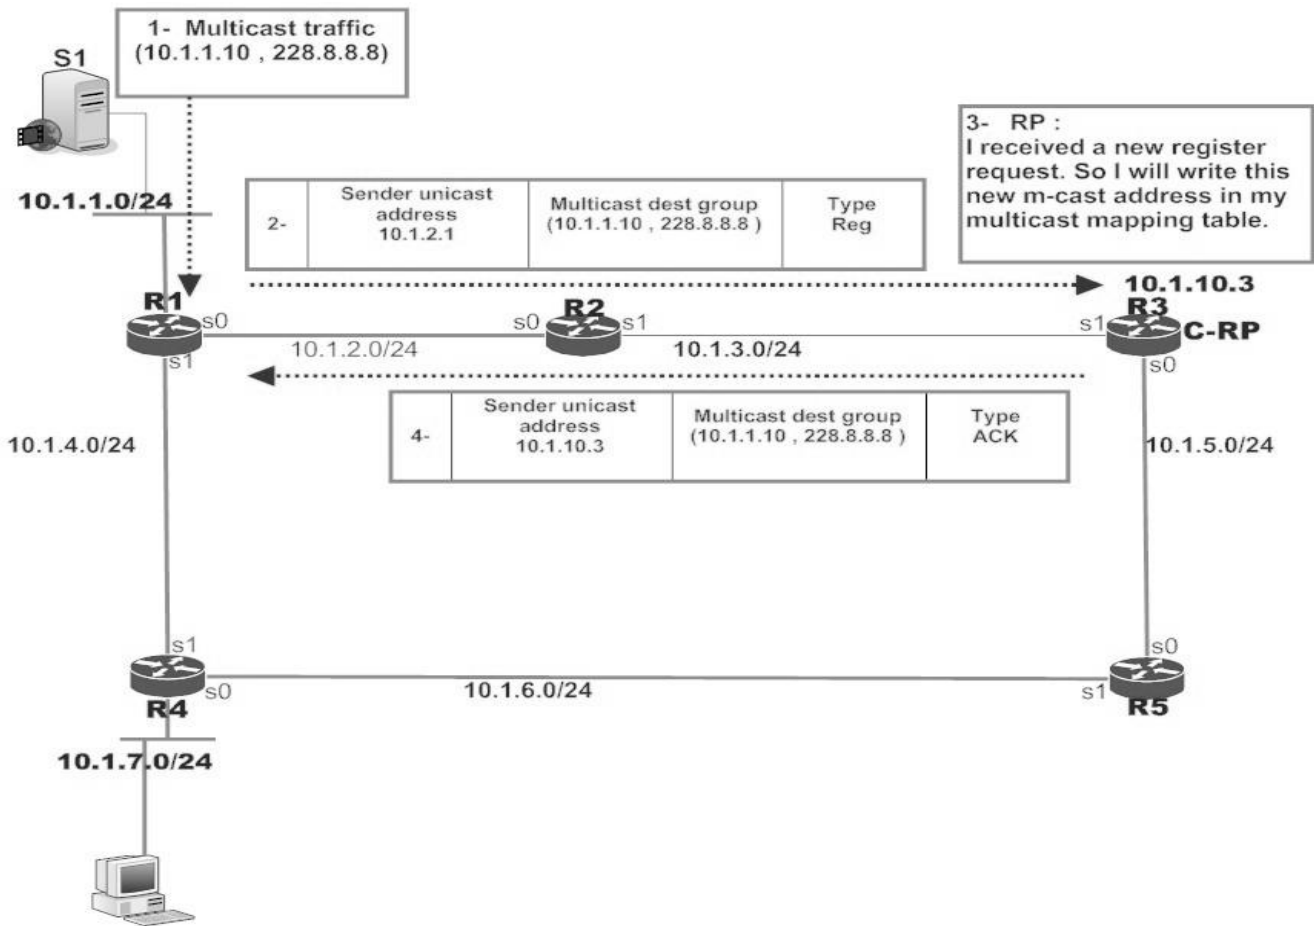 1- Multicast traffic
(10.1.1.10 , 228.8.8.8)
S1
3- RP :
I received a new register
request. So I will write this
new m-cast address in my
multicast mapping table.
10.1.1.0/24
2-
Sender unicast
address
10.1.2.1
Multicast dest group
(10.1.1.10 , 228.8.8.8 )
Type
Reg
10.1.10.3
R1
R2
R3
s0
s0
s1
s1
C-RP
s1
10.1.2.0/24
10.1.3.0/24
s0
4-
Sender unicast
address
10.1.10.3
Multicast dest group
(10.1.1.10 , 228.8.8.8 )
Type
ACK
10.1.4.0/24
10.1.5.0/24
s1
s0
s0
10.1.6.0/24
s1
R4
R5
10.1.7.0/24